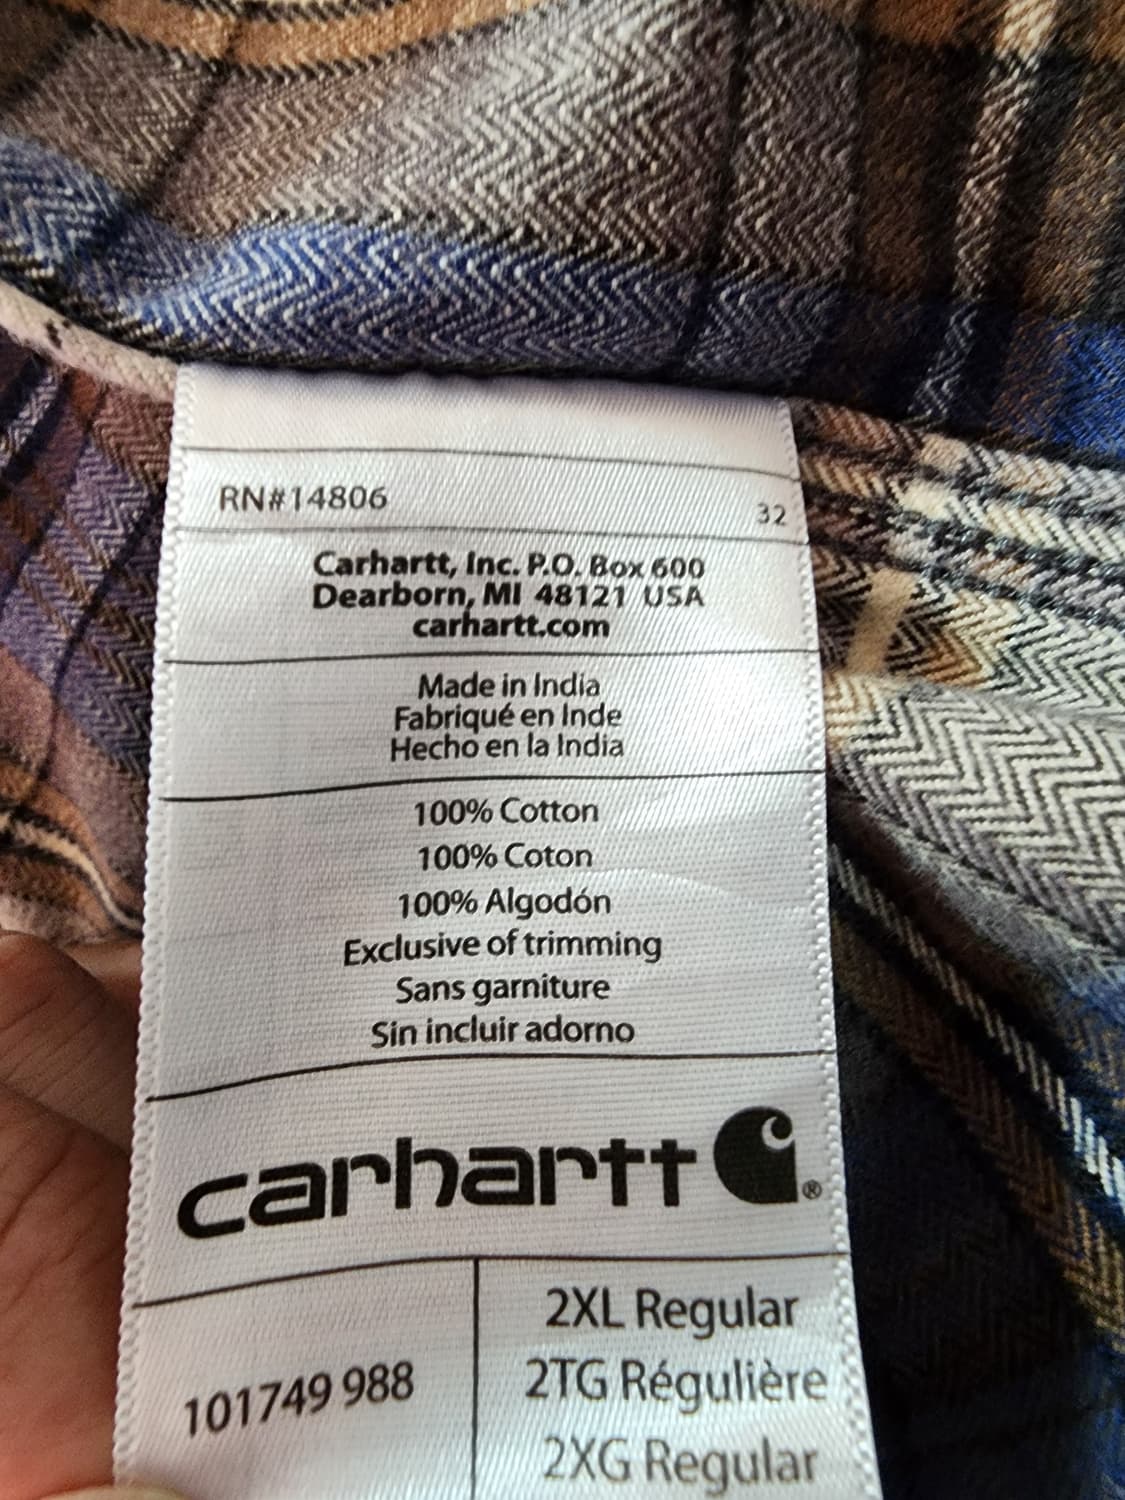 RN#14806
32
Carhartt, Inc. P.O. Box 600
Dearborn, MI 48121 USA
carhartt.com
Made in India
Fabriqué en Inde
Hecho en la India
100% Cotton
100% Coton
100% Algodón
Exclusive of trimming
Sans garniture
Sin incluir adorno
carhartt ®
101749 988
2XL Regular
2TG Régulière
2XG Regular